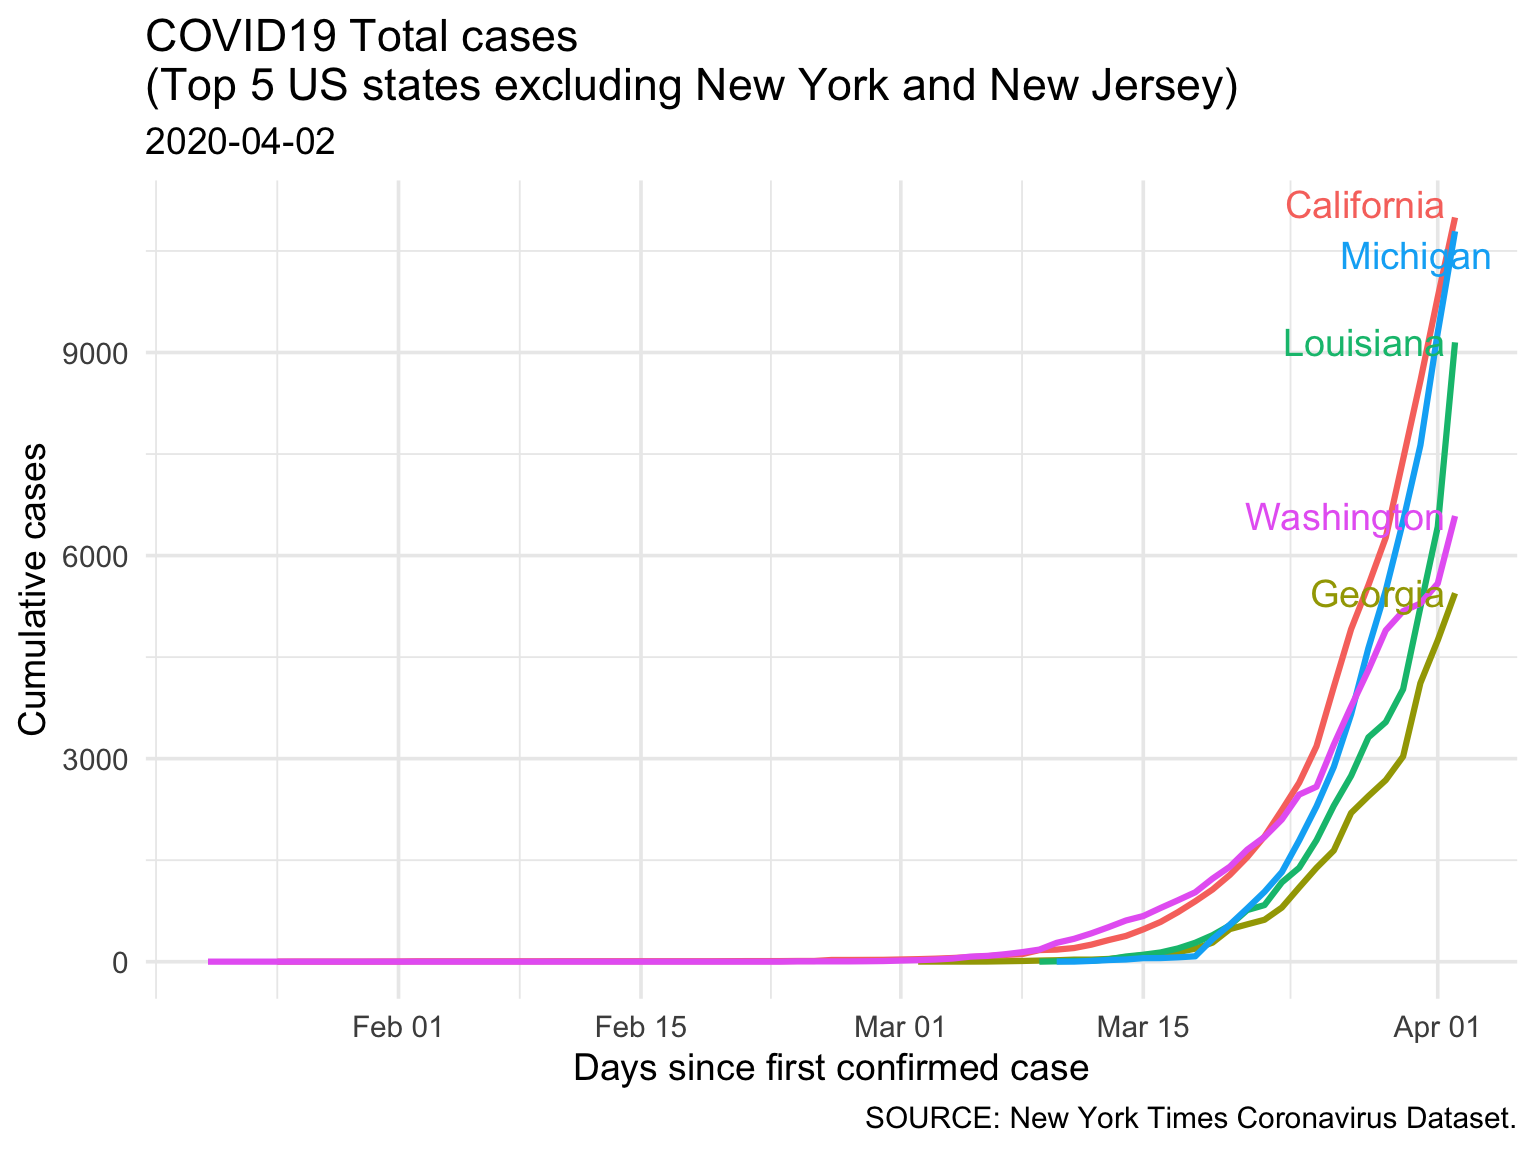 COVID19 Total cases
(Top 5 US states excluding New York and New Jersey)
2020-04-02
California
Michigan
Louisiana
Washington
Georgia
Cumulative cases
9000
6000
3000
0
Feb 01
Feb 15
Mar 01
Mar 15
Apr 01
Days since first confirmed case
SOURCE: New York Times Coronavirus Dataset.